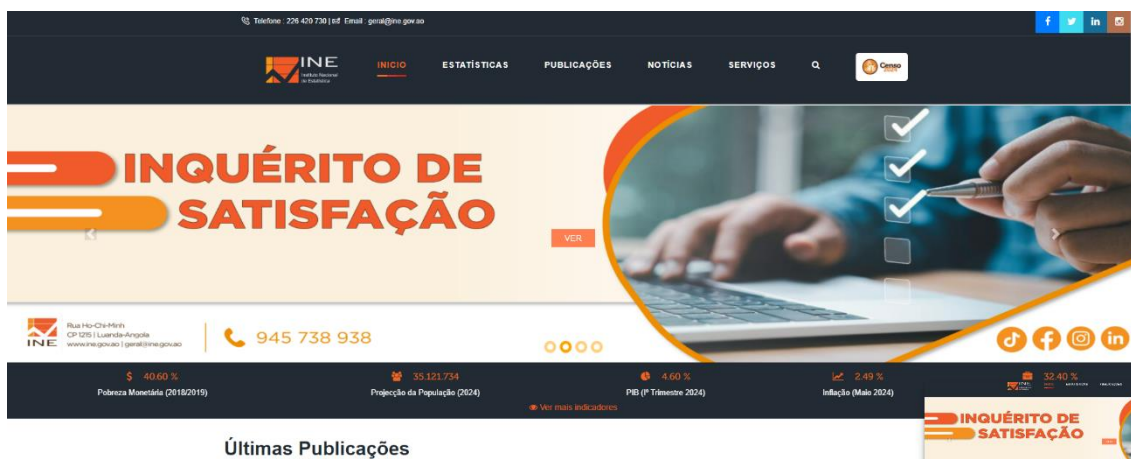 Telefone : 226 420 730 | Email : geral@ine.gov.ao
INE
Instituto Nacional
de Estatística
INICIO
ESTATÍSTICAS
PUBLICAÇÕES
NOTÍCIAS
SERVIÇOS
Censo
INQUÉRITO DE
SATISFAÇÃO
VER
INE
Rua Ho-Chi-Minh
CP 1215 | Luanda-Angola
www.ine.gov.ao | geral@ine.gov.ao
945 738 938
$ 40.60 %
Pobreza Monetária (2018/2019)
35.121.734
Projecção da População (2024)
4.60 %
PIB (Iº Trimestre 2024)
2.49 %
Inflação (Maio 2024)
32.40 %
Ver mais indicadores
INQUÉRITO DE
SATISFAÇÃO
Últimas Publicações